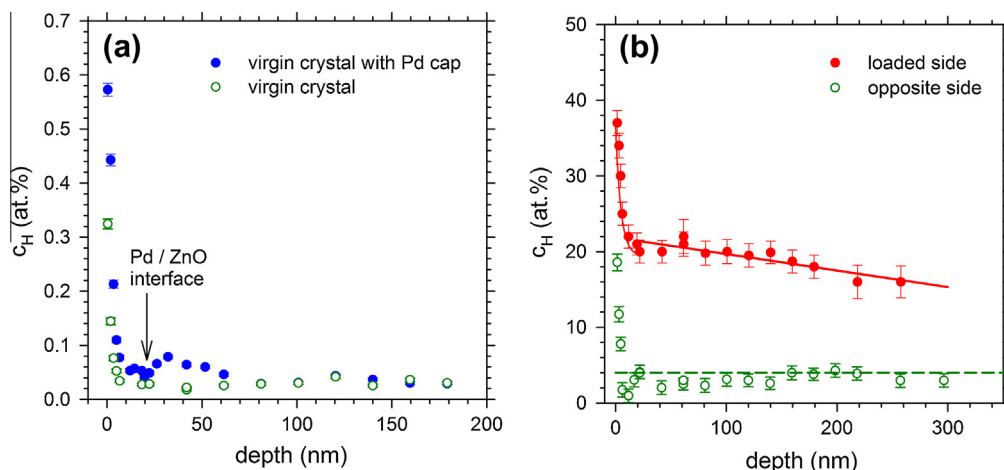 (a)
virgin crystal with Pd cap
virgin crystal
Pd / ZnO
interface
0.7
0.6
0.5
0.4
0.3
0.2
0.1
0.0
c_H (at.%)
0 50 100 150 200
depth (nm)
(b)
loaded side
opposite side
50
40
30
20
10
0
c_H (at.%)
0 100 200 300
depth (nm)